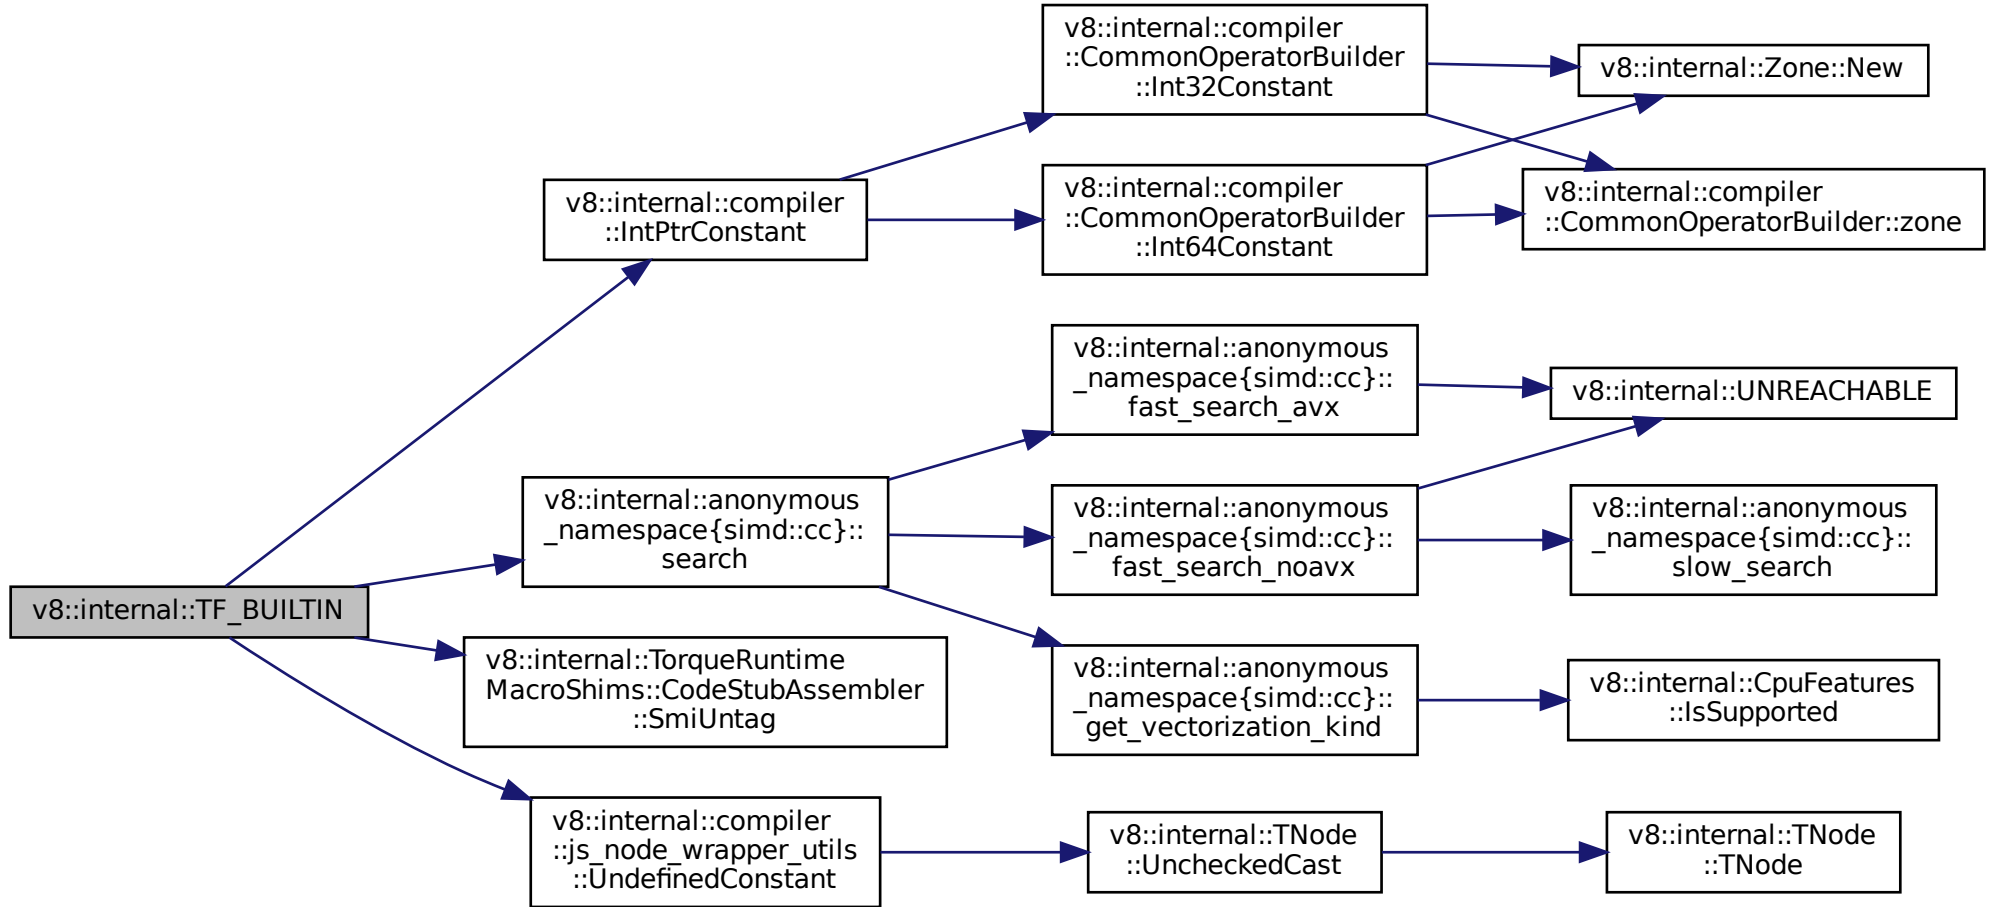 v8::internal::TF_BUILTIN
v8::internal::compiler
::IntPtrConstant
v8::internal::compiler
::CommonOperatorBuilder
::Int32Constant
v8::internal::Zone::New
v8::internal::compiler
::CommonOperatorBuilder::zone
v8::internal::compiler
::CommonOperatorBuilder
::Int64Constant
v8::internal::anonymous
_namespace{simd::cc}::
search
v8::internal::anonymous
_namespace{simd::cc}::
fast_search_avx
v8::internal::UNREACHABLE
v8::internal::anonymous
_namespace{simd::cc}::
fast_search_noavx
v8::internal::anonymous
_namespace{simd::cc}::
slow_search
v8::internal::anonymous
_namespace{simd::cc}::
get_vectorization_kind
v8::internal::CpuFeatures
::IsSupported
v8::internal::TorqueRuntime
MacroShims::CodeStubAssembler
::SmiUntag
v8::internal::compiler
::js_node_wrapper_utils
::UndefinedConstant
v8::internal::TNode
::UncheckedCast
v8::internal::TNode
::TNode